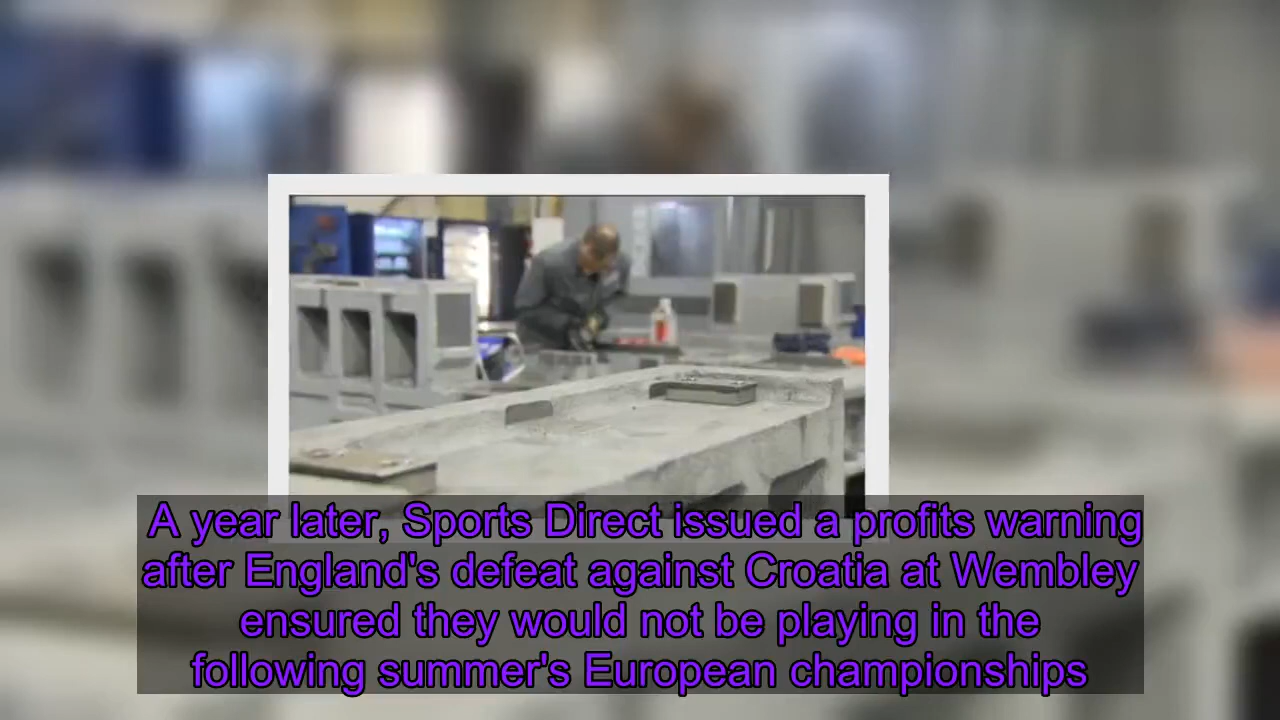 A year later, Sports Direct issued a profits warning
after England's defeat against Croatia at Wembley
ensured they would not be playing in the
following summer's European championships